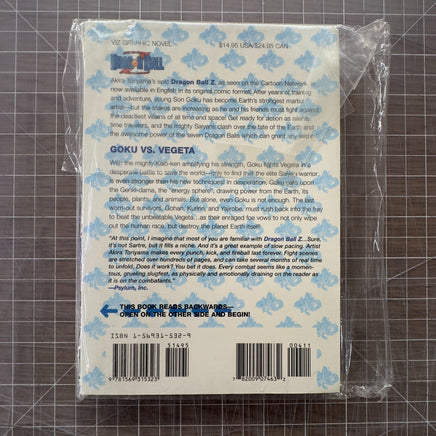 VIZ GRAPHIC NOVEL
$14.95 USA/$24.95 CAN
DRAGON BALL Z
Akira Toriyama's epic Dragon Ball Z, as seen on the Cartoon Network, is
now available in English in its original comic format. After years of training
and adventure, young Son Goku has become Earth's strongest martial
artist—but the stakes are increasing as he and his friends must fight against
the deadliest villains of all time and space! Get ready for action as aliens,
time travelers, and the mighty Saiyans clash over the fate of the Earth and
the awesome power of the seven Dragon Balls which can grant any wish!
GOKU VS. VEGETA
With the mighty Kaiô-ken amplifying his strength, Goku fights Vegeta in a
desperate battle to save the world—only to find that the elite Saiyan warrior
is even stronger than his new techniques! In desperation, Goku calls upon
the Genki-dama, the "energy sphere", drawing power from the Earth, its
people, plants, and animals. But alone, even Goku is not enough. The last
worn-out survivors, Gohan, Kuririn, and Yajirobe, must rush back into the fray
to beat the unbeatable Vegeta...as their enraged foe vows to not only wipe
out the human race, but destroy the planet Earth itself!
"At this point, I imagine that most of you are familiar with Dragon Ball Z...Sure,
it's not Sartre, but it fills a niche. And it's a great example of slow pacing. Artist
Akira Toriyama makes every punch, kick, and fireball last forever. Fight scenes
are stretched over hundreds of pages, and can take several months of real
time to unfold. Does it work? You bet it does. Every combat seems like a momen-
tous, grueling slugfest, as physically and emotionally draining on the reader as
it is on the combatants."
—Psylum, Inc.
THIS BOOK READS BACKWARDS—
OPEN ON THE OTHER SIDE AND BEGIN!
ISBN 1-56931-532-9
51495
00411
9 781569 315323
7 82009 07463 2